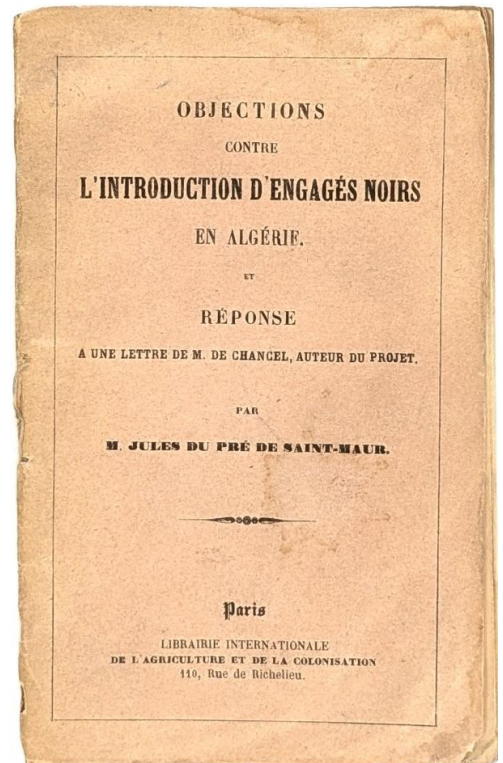 OBJECTIONS
CONTRE
L'INTRODUCTION D'ENGAGÉS NOIRS
EN ALGÉRIE.
ET
RÉPONSE
A UNE LETTRE DE M. DE CHANCEL, AUTEUR DU PROJET.
PAR
M. JULES DU PRÉ DE SAINT-MAUR.
Paris
LIBRAIRIE INTERNATIONALE
DE L'AGRICULTURE ET DE LA COLONISATION
110, Rue de Richelieu.